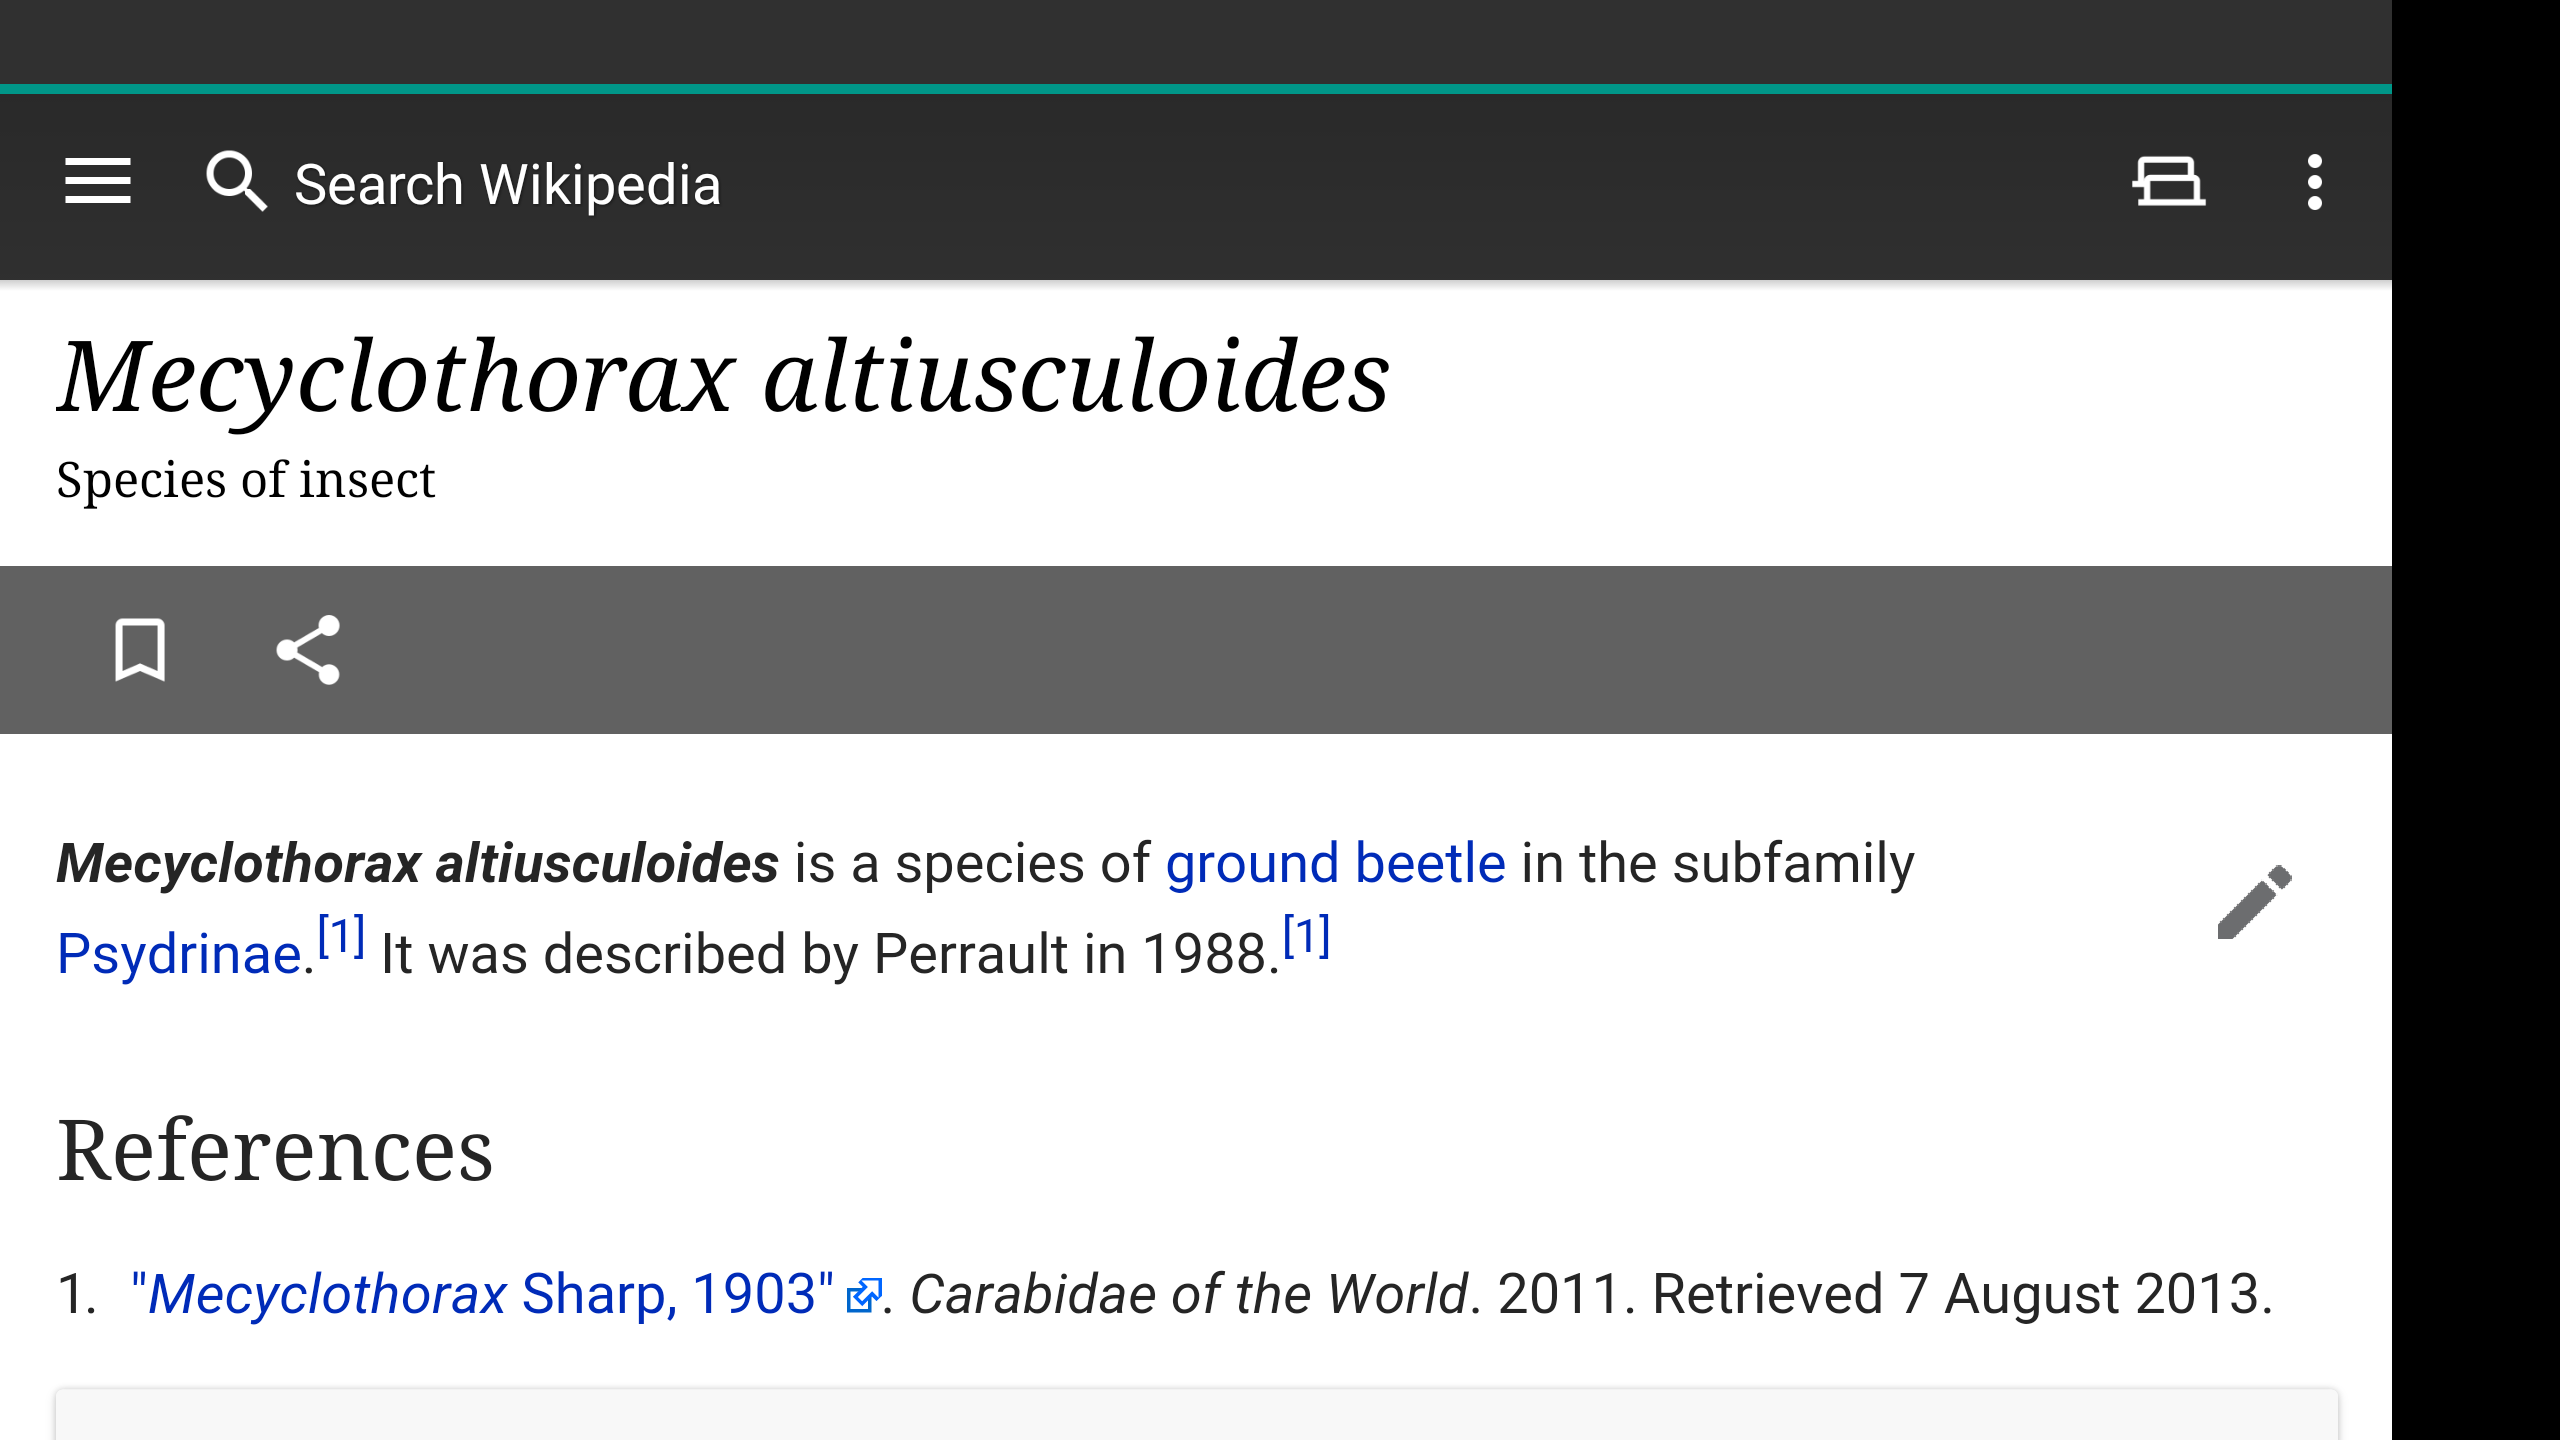 Search Wikipedia
Mecyclothorax altiusculoides
Species of insect
Mecyclothorax altiusculoides is a species of ground beetle in the subfamily
Psydrinae.[1] It was described by Perrault in 1988.[1]
References
1. "Mecyclothorax Sharp, 1903" . Carabidae of the World. 2011. Retrieved 7 August 2013.